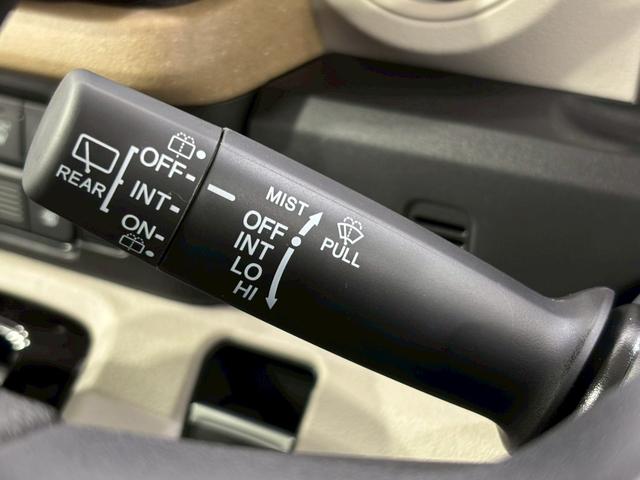 REAR
OFF
INT
ON
MIST
OFF
INT
LO
HI
PULL